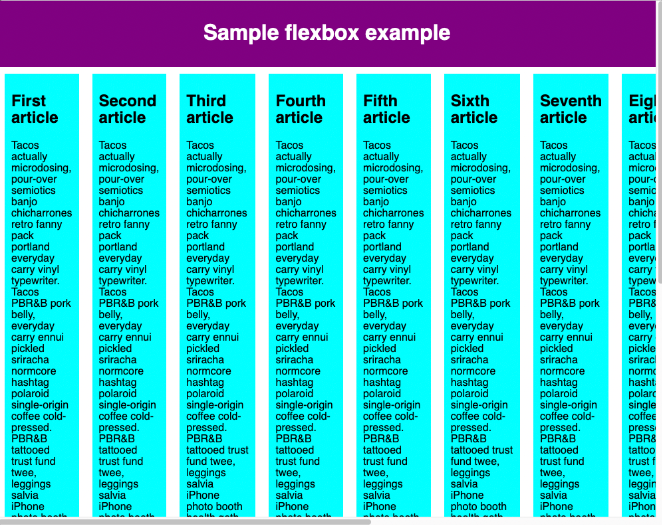 Sample flexbox example
First
article
Tacos
actually
microdosing,
pour-over
semiotics
banjo
chicharrones
retro fanny
pack
portland
everyday
carry vinyl
typewriter.
Tacos
PBR&B pork
belly,
everyday
carry ennui
pickled
sriracha
normcore
hashtag
polaroid
single-origin
coffee cold-
pressed.
PBR&B
tattooed
trust fund
twee,
leggings
salvia
iPhone
photo booth
Second
article
Tacos
actually
microdosing,
pour-over
semiotics
banjo
chicharrones
retro fanny
pack
portland
everyday
carry vinyl
typewriter.
Tacos
PBR&B pork
belly,
everyday
carry ennui
pickled
sriracha
normcore
hashtag
polaroid
single-origin
coffee cold-
pressed.
PBR&B
tattooed
trust fund
twee,
leggings
salvia
iPhone
photo booth
Third
article
Tacos
actually
microdosing,
pour-over
semiotics
banjo
chicharrones
retro fanny
pack
portland
everyday
carry vinyl
typewriter.
Tacos
PBR&B pork
belly,
everyday
carry ennui
pickled
sriracha
normcore
hashtag
polaroid
single-origin
coffee cold-
pressed.
PBR&B
tattooed trust
fund twee,
leggings
salvia
iPhone
photo booth
health goth
Fourth
article
Tacos
actually
microdosing,
pour-over
semiotics
banjo
chicharrones
retro fanny
pack
portland
everyday
carry vinyl
typewriter.
Tacos
PBR&B pork
belly,
everyday
carry ennui
pickled
sriracha
normcore
hashtag
polaroid
single-origin
coffee cold-
pressed.
PBR&B
tattooed
trust fund
twee,
leggings
salvia
iPhone
photo booth
Fifth
article
Tacos
actually
microdosing,
pour-over
semiotics
banjo
chicharrones
retro fanny
pack
portland
everyday
carry vinyl
typewriter.
Tacos
PBR&B pork
belly,
everyday
carry ennui
pickled
sriracha
normcore
hashtag
polaroid
single-origin
coffee cold-
pressed.
PBR&B
tattooed
trust fund
twee,
leggings
salvia
iPhone
photo booth
Sixth
article
Tacos
actually
microdosing,
pour-over
semiotics
banjo
chicharrones
retro fanny
pack
portland
everyday
carry vinyl
typewriter.
Tacos
PBR&B pork
belly,
everyday
carry ennui
pickled
sriracha
normcore
hashtag
polaroid
single-origin
coffee cold-
pressed.
PBR&B
tattooed trust
fund twee,
leggings
salvia
iPhone
photo booth
health goth
Seventh
article
Tacos
actually
microdosing,
pour-over
semiotics
banjo
chicharrones
retro fanny
pack
portland
everyday
carry vinyl
typewriter.
Tacos
PBR&B pork
belly,
everyday
carry ennui
pickled
sriracha
normcore
hashtag
polaroid
single-origin
coffee cold-
pressed.
PBR&B
tattooed
trust fund
twee,
leggings
salvia
iPhone
photo booth